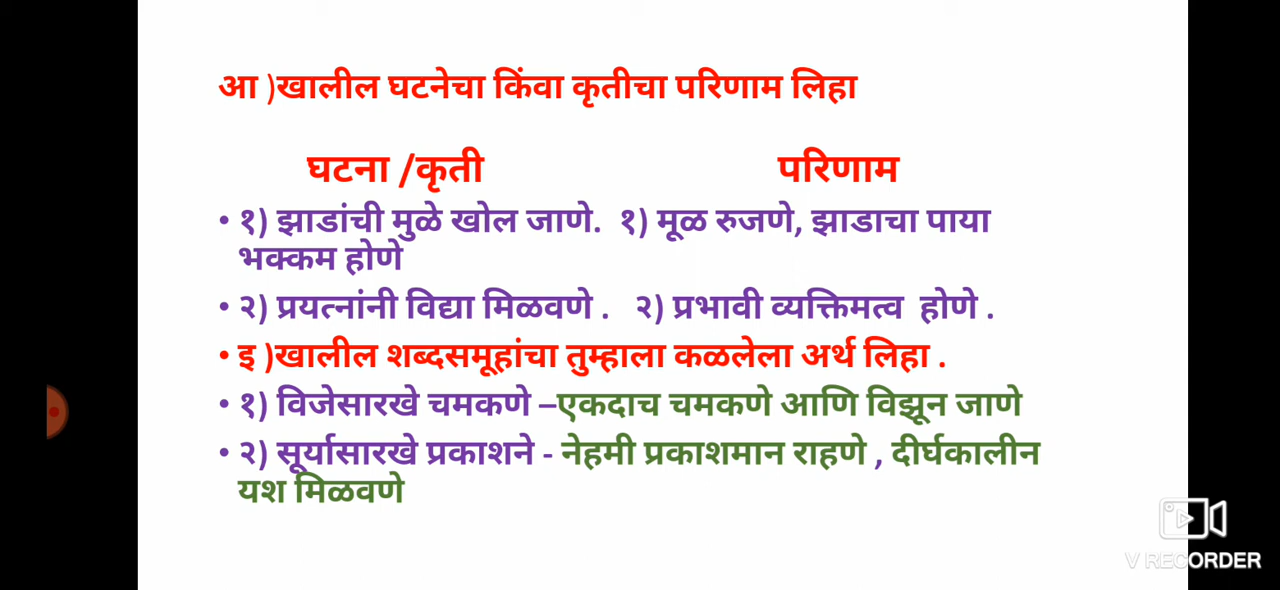 आ )खालील घटनेचा किंवा कृतीचा परिणाम लिहा
घटना /कृती परिणाम
• १) झाडांची मुळे खोल जाणे. १) मूळ रुजणे, झाडाचा पाया
भक्कम होणे
• २) प्रयत्नांनी विद्या मिळवणे . २) प्रभावी व्यक्तिमत्व होणे .
• इ )खालील शब्दसमूहांचा तुम्हाला कळलेला अर्थ लिहा .
• १) विजेसारखे चमकणे –एकदाच चमकणे आणि विझून जाणे
• २) सूर्यासारखे प्रकाशने - नेहमी प्रकाशमान राहणे , दीर्घकालीन
यश मिळवणे
V RECORDER